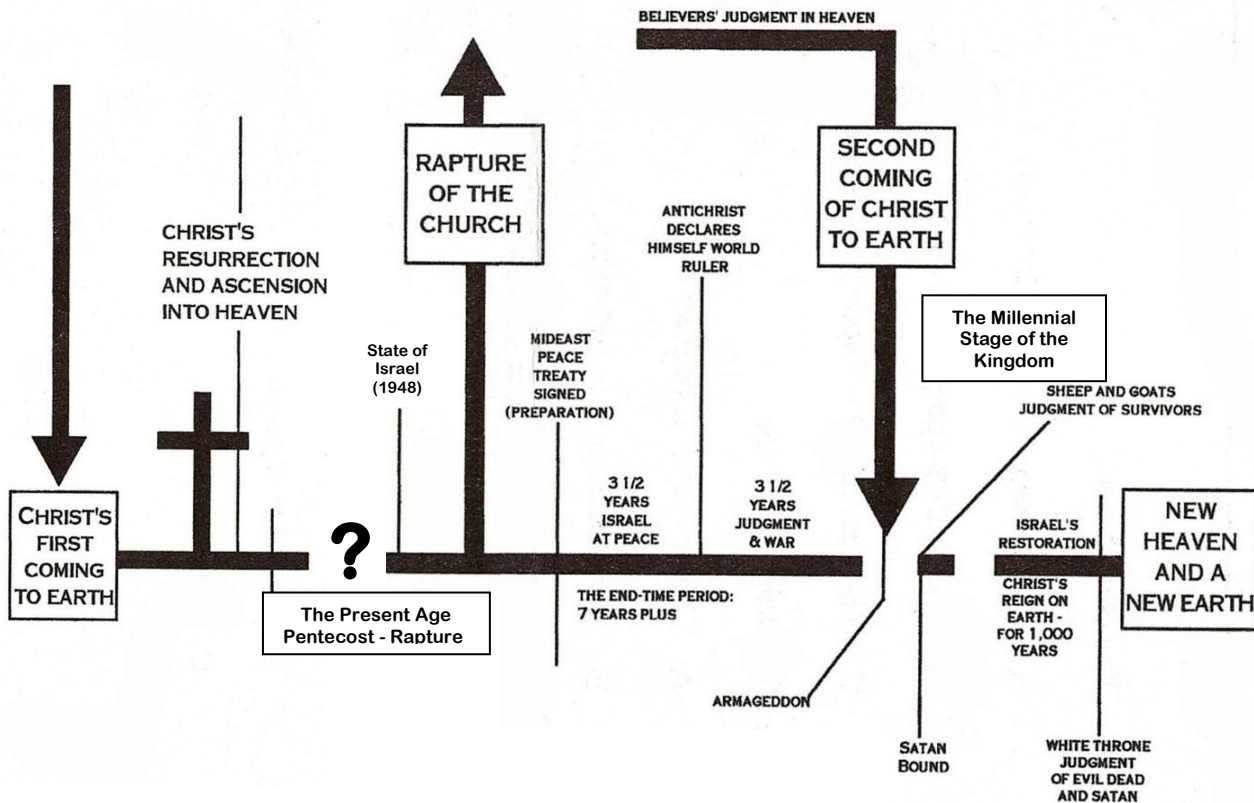 BELIEVERS' JUDGMENT IN HEAVEN
RAPTURE
OF THE
CHURCH
SECOND
COMING
OF CHRIST
TO EARTH
CHRIST'S
RESURRECTION
AND ASCENSION
INTO HEAVEN
ANTICHRIST
DECLARES
HIMSELF WORLD
RULER
State of
Israel
(1948)
MIDEAST
PEACE
TREATY
SIGNED
(PREPARATION)
The Millennial
Stage of the
Kingdom
SHEEP AND GOATS
JUDGMENT OF SURVIVORS
CHRIST'S
FIRST
COMING
TO EARTH
?
The Present Age
Pentecost - Rapture
3 1/2
YEARS
ISRAEL
AT PEACE
3 1/2
YEARS
JUDGMENT
& WAR
THE END-TIME PERIOD:
7 YEARS PLUS
ISRAEL'S
RESTORATION
CHRIST'S
REIGN ON
EARTH -
FOR 1,000
YEARS
NEW
HEAVEN
AND A
NEW EARTH
ARMAGEDDON
SATAN
BOUND
WHITE THRONE
JUDGMENT
OF EVIL DEAD
AND SATAN